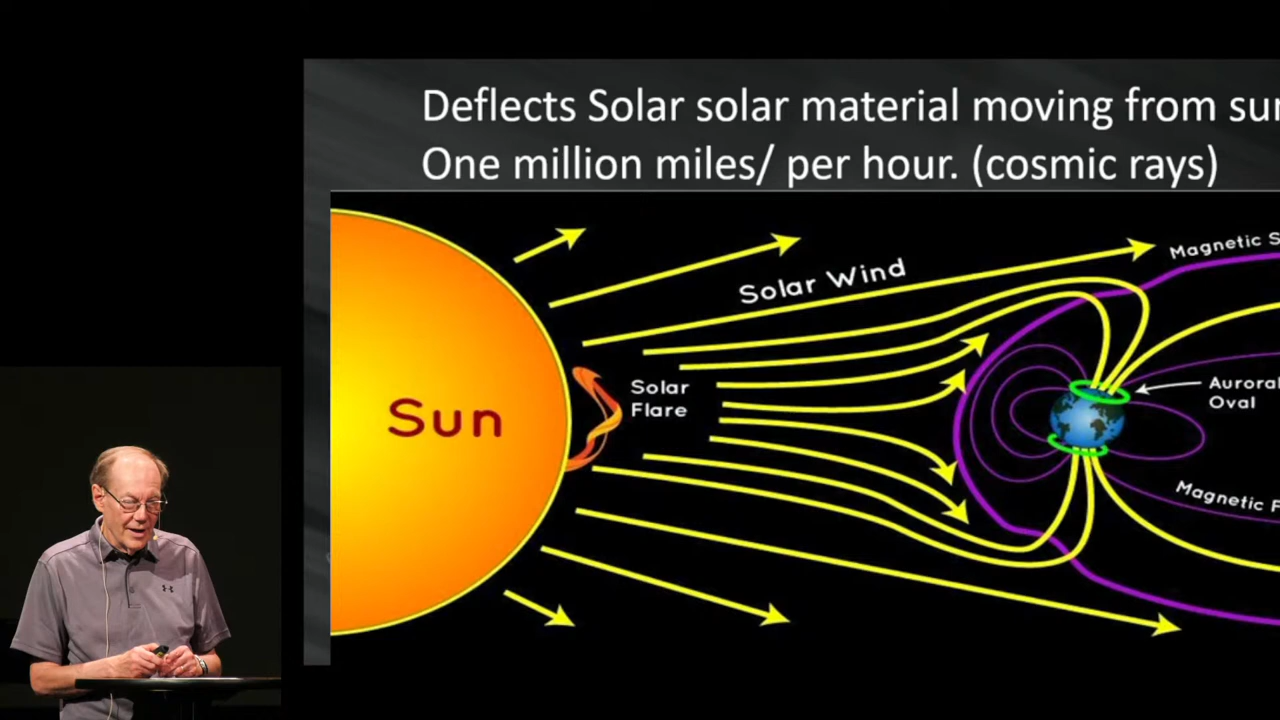 Deflects Solar solar material moving from sun
One million miles/ per hour. (cosmic rays)
Magnetic S
Solar Wind
Solar
Flare
Auroral
Oval
Sun
Magnetic F